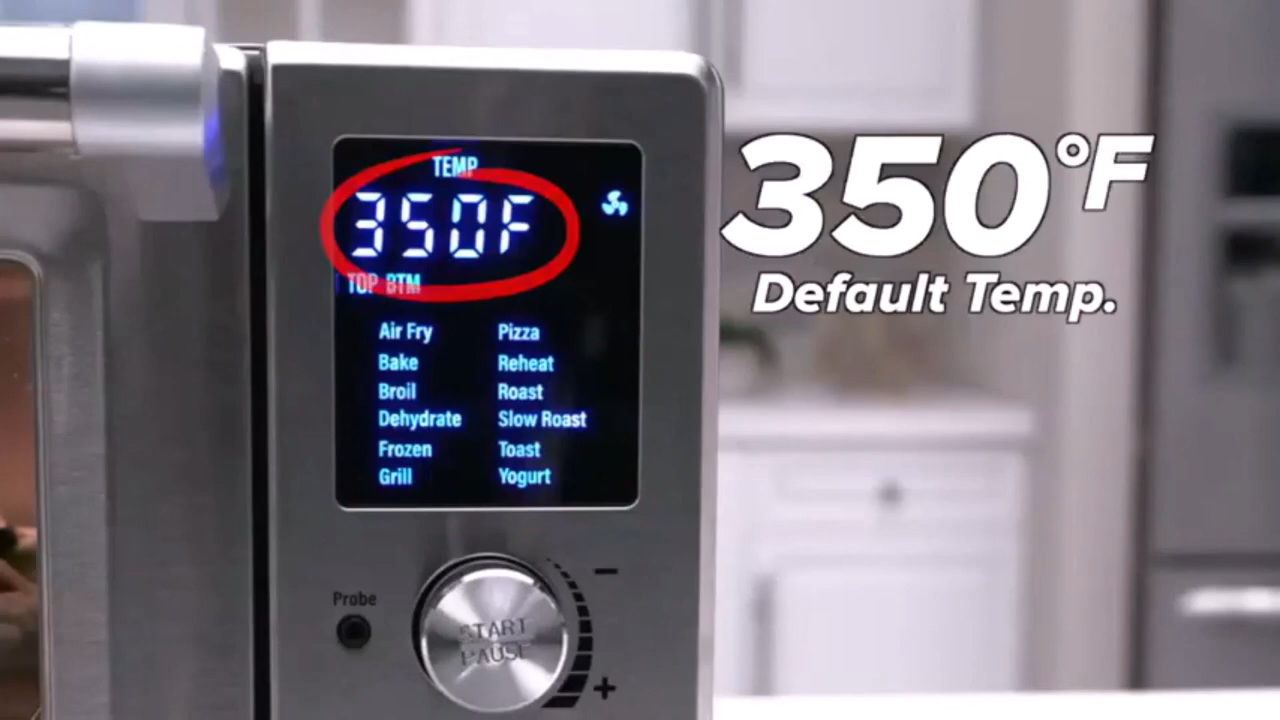 TEMP
350F
TOP BTM
Air Fry Pizza
Bake Reheat
Broil Roast
Dehydrate Slow Roast
Frozen Toast
Grill Yogurt
Probe
START
PAUSE
-
+
350°F
Default Temp.